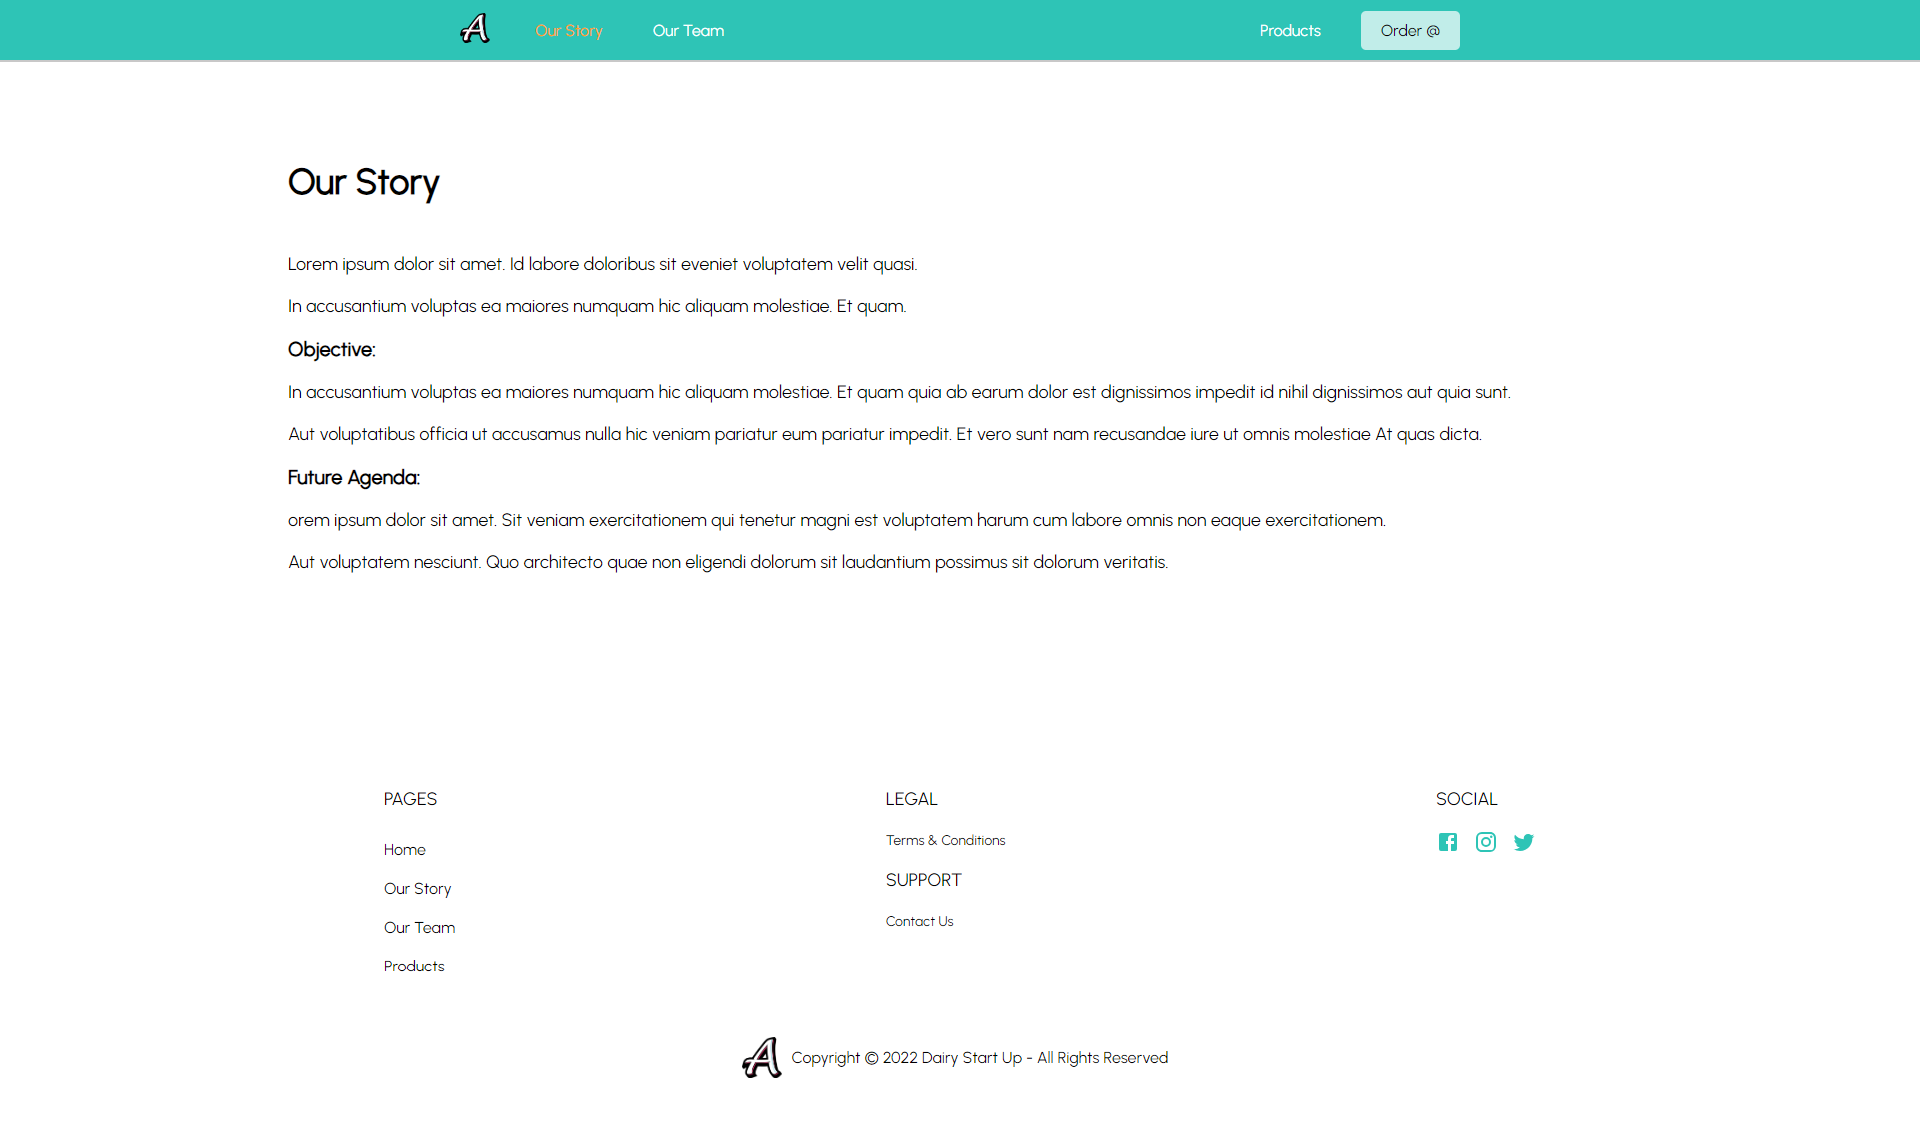 A Our Story Our Team Products Order @
Our Story
Lorem ipsum dolor sit amet. Id labore doloribus sit eveniet voluptatem velit quasi.
In accusantium voluptas ea maiores numquam hic aliquam molestiae. Et quam.
Objective:
In accusantium voluptas ea maiores numquam hic aliquam molestiae. Et quam quia ab earum dolor est dignissimos impedit id nihil dignissimos aut quia sunt.
Aut voluptatibus officia ut accusamus nulla hic veniam pariatur eum pariatur impedit. Et vero sunt nam recusandae iure ut omnis molestiae At quas dicta.
Future Agenda:
orem ipsum dolor sit amet. Sit veniam exercitationem qui tenetur magni est voluptatem harum cum labore omnis non eaque exercitationem.
Aut voluptatem nesciunt. Quo architecto quae non eligendi dolorum sit laudantium possimus sit dolorum veritatis.
PAGES
Home
Our Story
Our Team
Products
LEGAL
Terms & Conditions
SUPPORT
Contact Us
SOCIAL
A Copyright © 2022 Dairy Start Up - All Rights Reserved